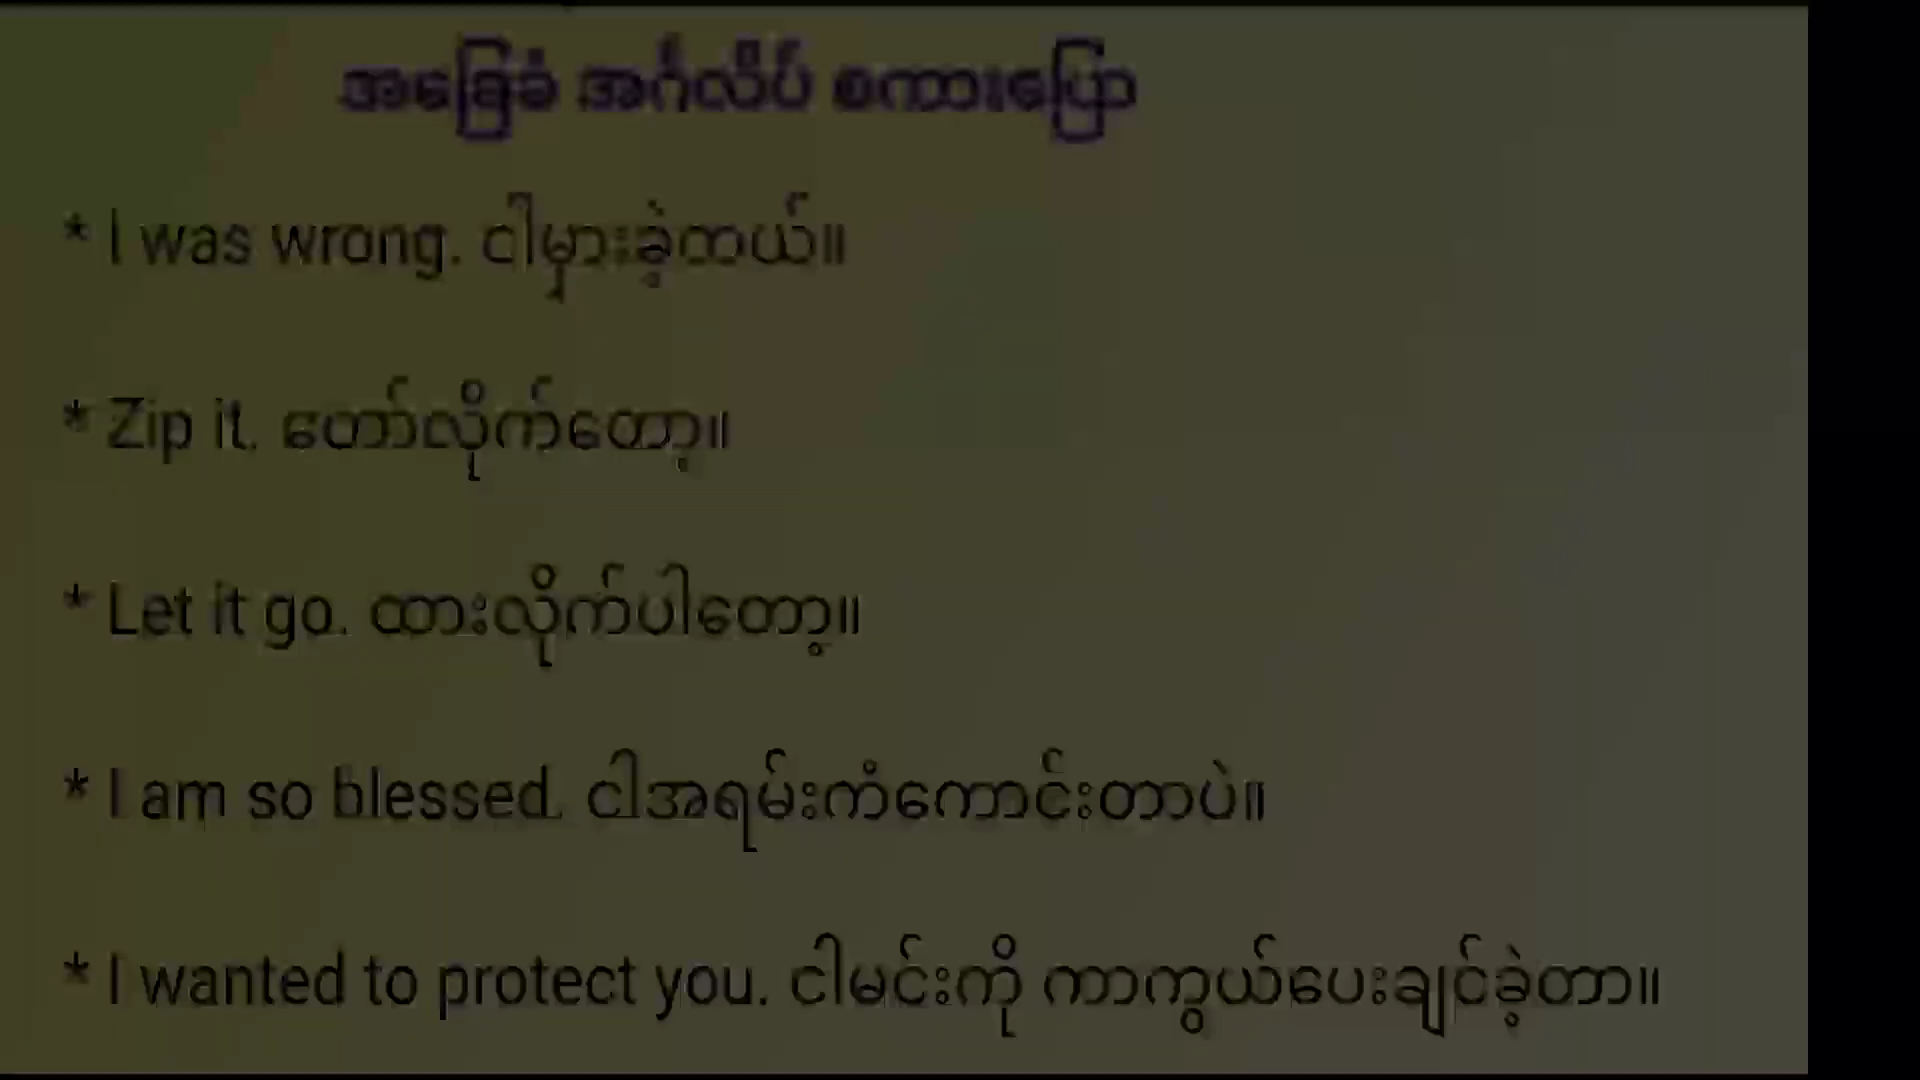 အခြေခံ အင်္ဂလိပ် စကားပြော
* I was wrong. ငါမှားခဲ့တယ်။
* Zip it. တော်လိုက်တော့။
* Let it go. ထားလိုက်ပါတော့။
* I am so blessed. ငါအရမ်းကံကောင်းတာပဲ။
* I wanted to protect you. ငါမင်းကို ကာကွယ်ပေးချင်ခဲ့တာ။